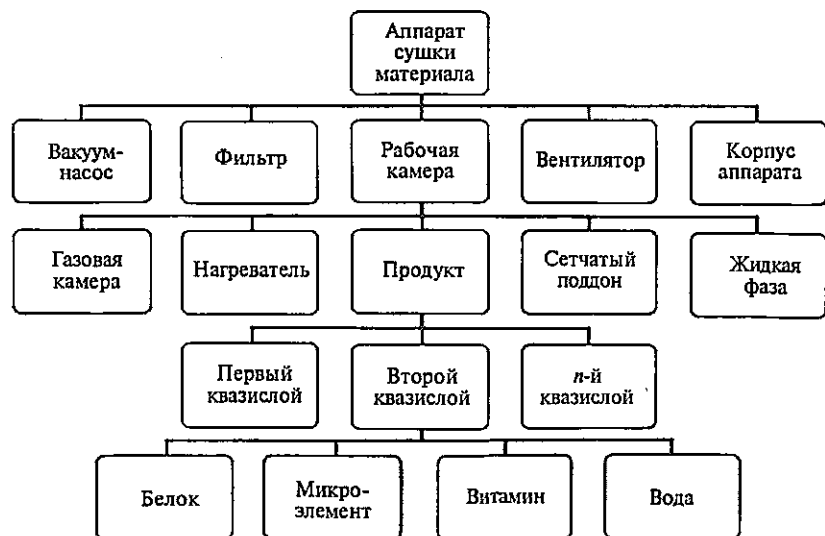 Аппарат
сушки
материала
Вакуум-
насос
Фильтр
Рабочая
камера
Вентилятор
Корпус
аппарата
Газовая
камера
Нагреватель
Продукт
Сетчатый
поддон
Жидкая
фаза
Первый
квазислой
Второй
квазислой
n-й
квазислой
Белок
Микро-
элемент
Витамин
Вода